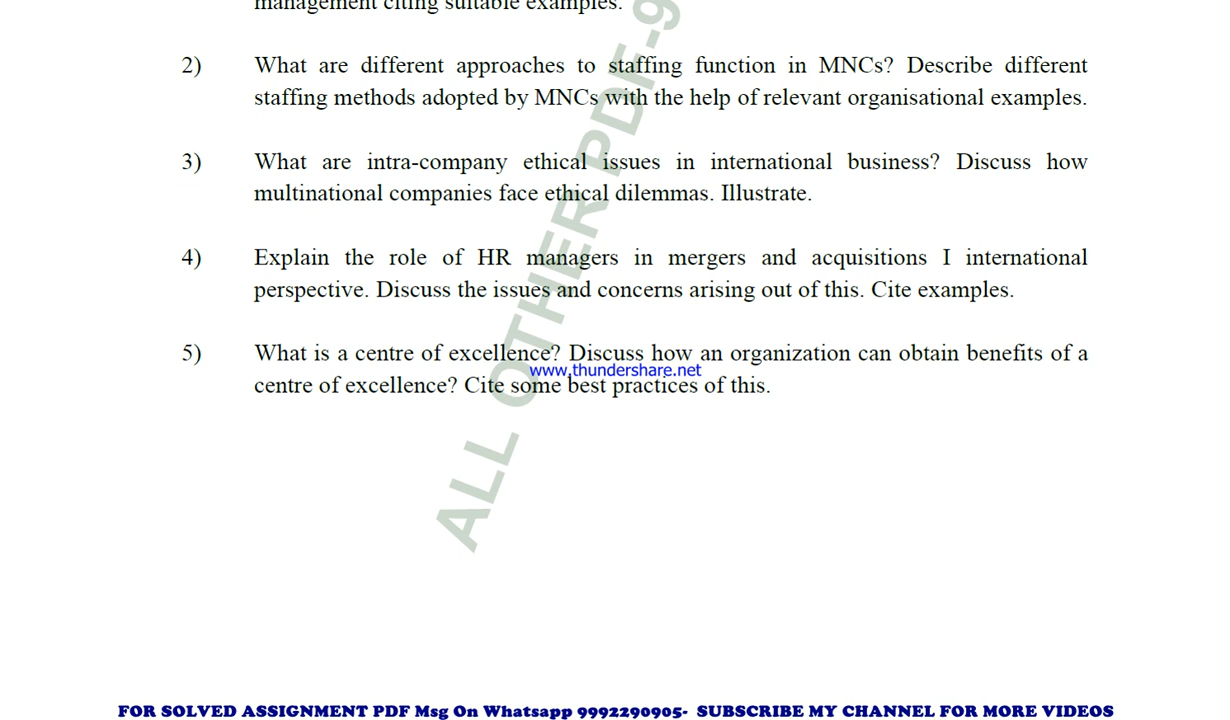 management citing suitable examples.
2) What are different approaches to staffing function in MNCs? Describe different
staffing methods adopted by MNCs with the help of relevant organisational examples.
3) What are intra-company ethical issues in international business? Discuss how
multinational companies face ethical dilemmas. Illustrate.
4) Explain the role of HR managers in mergers and acquisitions I international
perspective. Discuss the issues and concerns arising out of this. Cite examples.
5) What is a centre of excellence? Discuss how an organization can obtain benefits of a
www.thundershare.net
centre of excellence? Cite some best practices of this.
ALL OTHER PDF-9
FOR SOLVED ASSIGNMENT PDF Msg On Whatsapp 9992290905- SUBSCRIBE MY CHANNEL FOR MORE VIDEOS